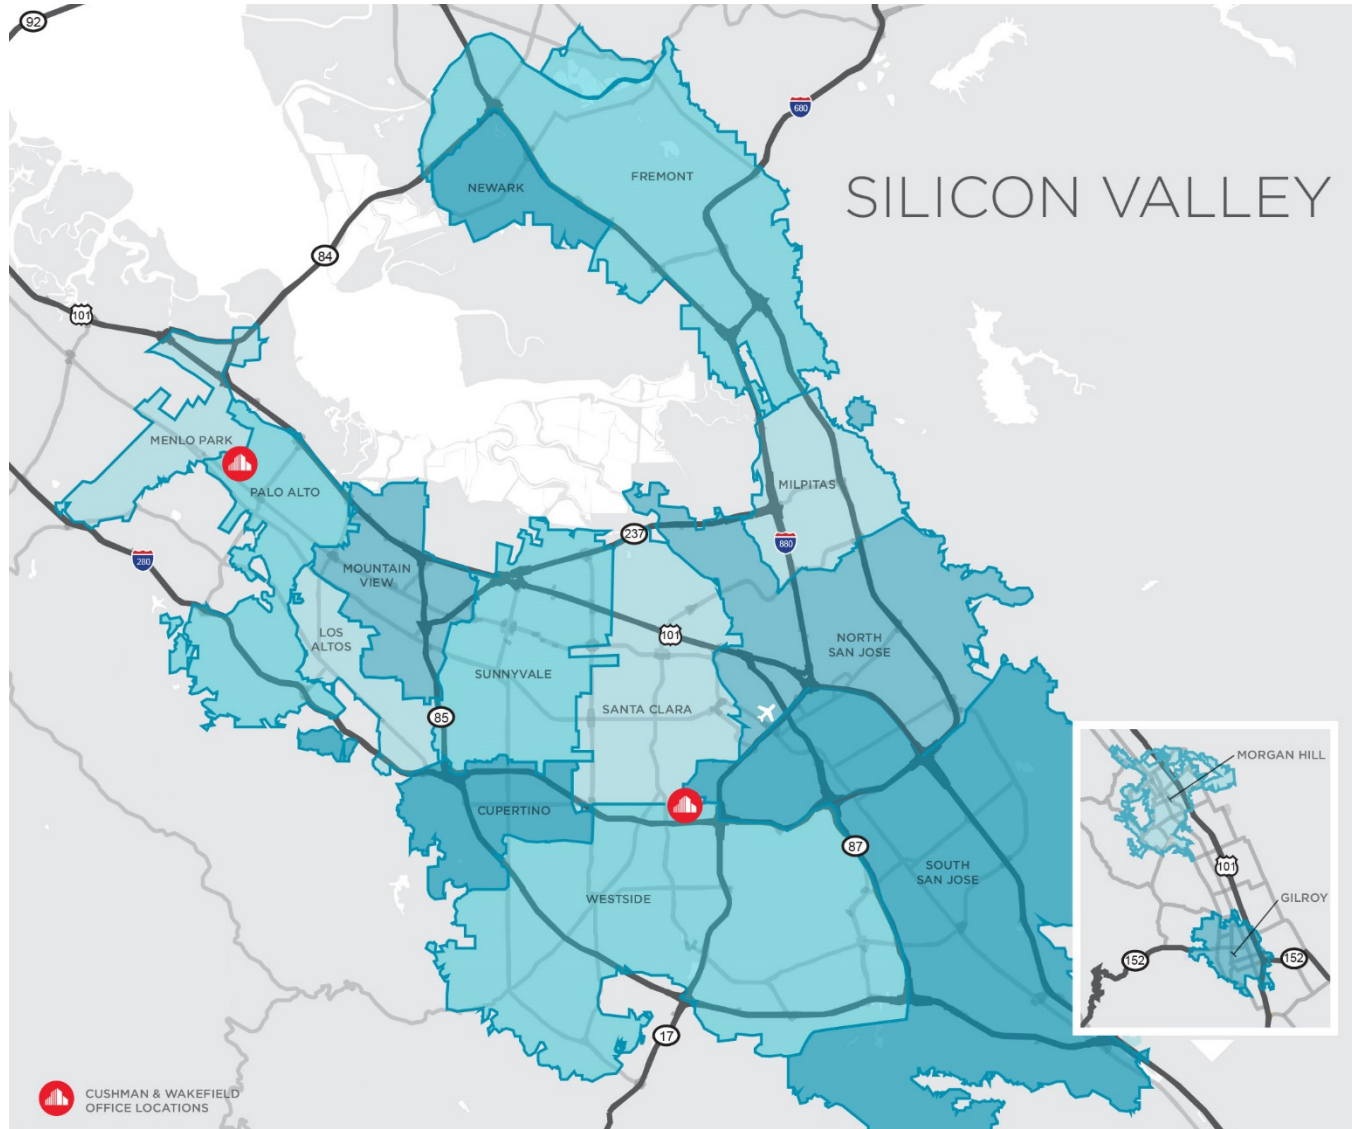 92
680
SILICON VALLEY
FREMONT
NEWARK
84
101
MENLO PARK
PALO ALTO
MILPITAS
237
880
280
MOUNTAIN
VIEW
LOS
ALTOS
101
NORTH
SAN JOSE
SUNNYVALE
SANTA CLARA
85
MORGAN HILL
CUPERTINO
87
SOUTH
SAN JOSE
101
WESTSIDE
GILROY
152
152
17
CUSHMAN & WAKEFIELD
OFFICE LOCATIONS